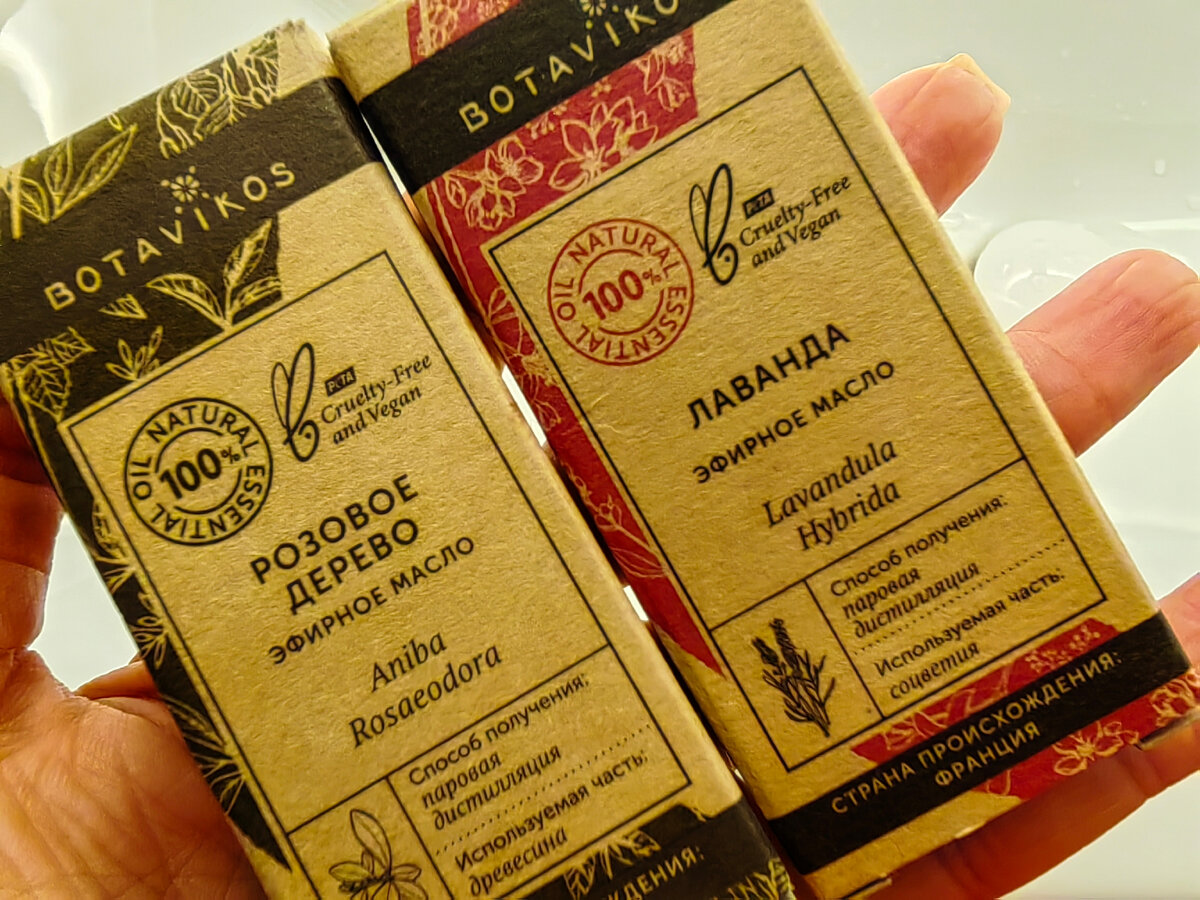 BOTAVIKOS
100%
NATURAL ESSENTIAL OIL
PETA
Cruelty-Free
and Vegan
РОЗОВОЕ
ДЕРЕВО
ЭФИРНОЕ МАСЛО
Aniba
Rosaeodora
Способ получения:
паровая
дистилляция
Используемая часть:
древесина
BOTAVIKOS
100%
NATURAL ESSENTIAL OIL
PETA
Cruelty-Free
and Vegan
ЛАВАНДА
ЭФИРНОЕ МАСЛО
Lavandula
Hybrida
Способ получения:
паровая
дистилляция
Используемая часть:
соцветия
СТРАНА ПРОИСХОЖДЕНИЯ:
ФРАНЦИЯ